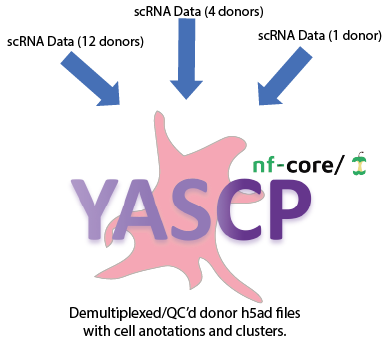 scRNA Data (4 donors)
scRNA Data (12 donors)
scRNA Data (1 donor)
nf-core/
YASCP
Demultiplexed/QC'd donor h5ad files
with cell anotations and clusters.